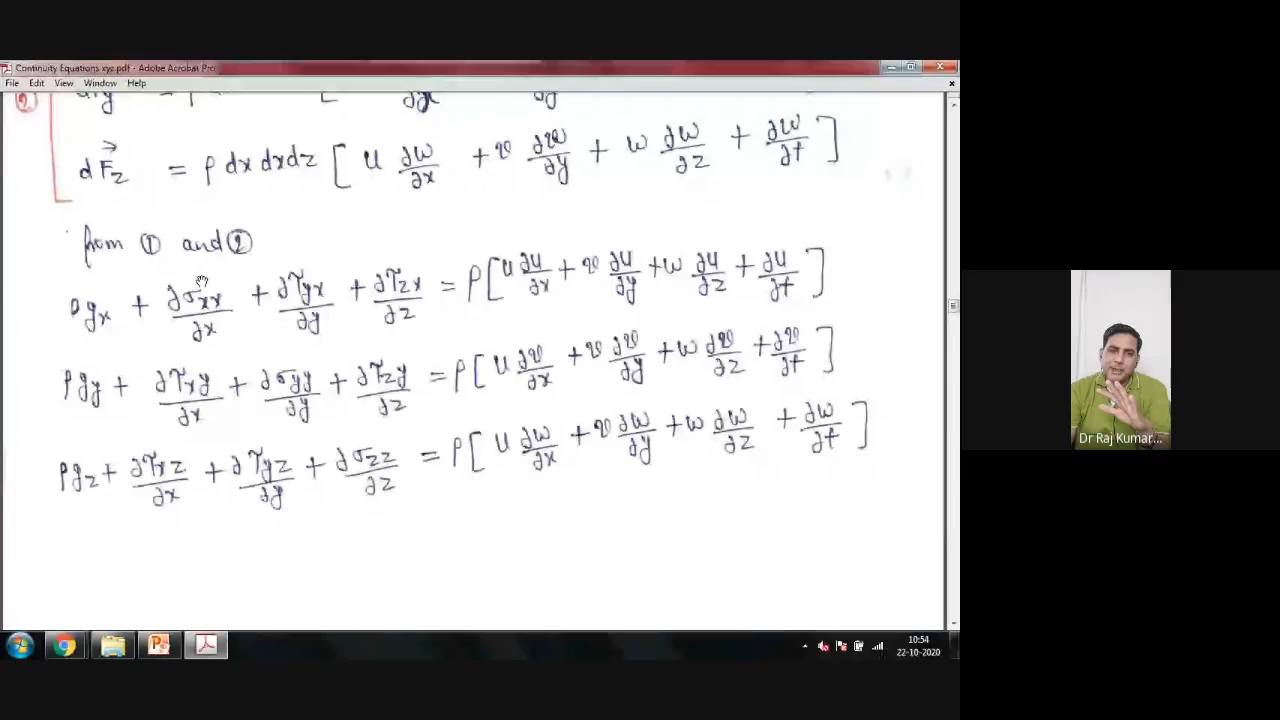 Continuity Equations xyz.pdf - Adobe Acrobat Pro
File Edit View Window Help
②
dF⃗z = ρ dx dx dz [ u ∂w/∂x + v ∂w/∂y + w ∂w/∂z + ∂w/∂t ]
from ① and ②
ρgx + ∂σxx/∂x + ∂τyx/∂y + ∂τzx/∂z = ρ[ u ∂u/∂x + v ∂u/∂y + w ∂u/∂z + ∂u/∂t ]
ρgy + ∂τxy/∂x + ∂σyy/∂y + ∂τzy/∂z = ρ[ u ∂v/∂x + v ∂v/∂y + w ∂v/∂z + ∂v/∂t ]
ρgz + ∂τxz/∂x + ∂τyz/∂y + ∂σzz/∂z = ρ[ u ∂w/∂x + v ∂w/∂y + w ∂w/∂z + ∂w/∂t ]
Dr Raj Kumar...
10:54
22-10-2020